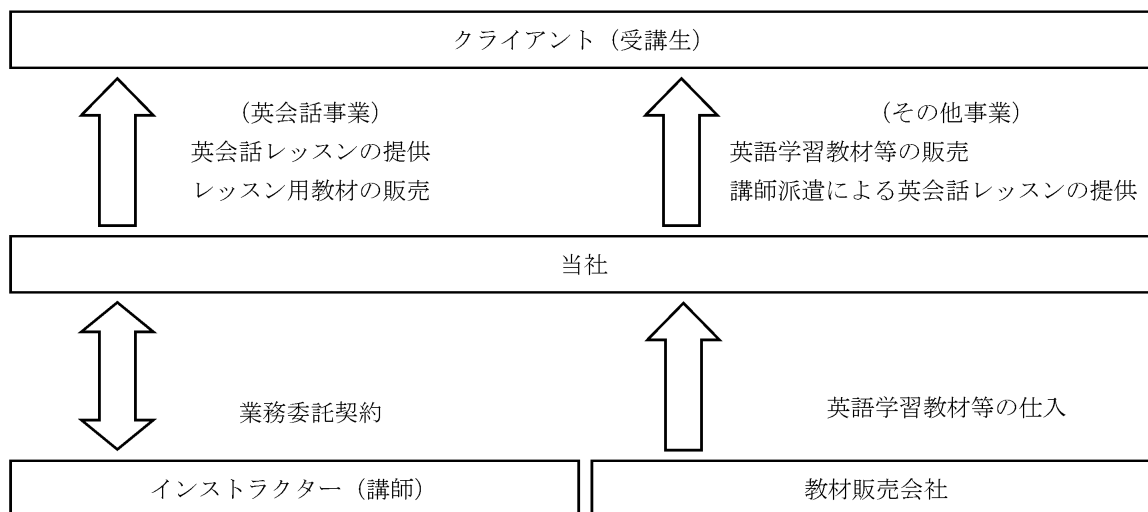 クライアント（受講生）
（英会話事業）
英会話レッスンの提供
レッスン用教材の販売
（その他事業）
英語学習教材等の販売
講師派遣による英会話レッスンの提供
当社
業務委託契約
英語学習教材等の仕入
インストラクター（講師）
教材販売会社